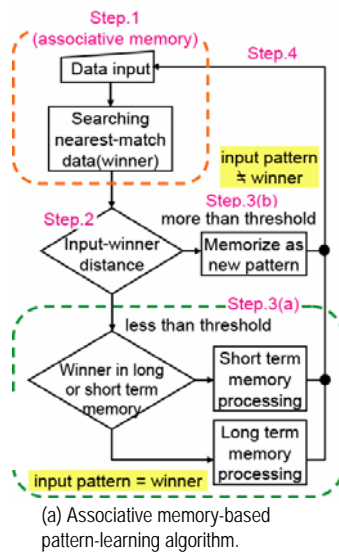 Step.1
(associative memory)
Step.4
Data input
Searching
nearest-match
data(winner)
input pattern
≒ winner
Step.3(b)
more than threshold
Step.2
Input-winner
distance
Memorize as
new pattern
Step.3(a)
less than threshold
Winner in long
or short term
memory
Short term
memory
processing
Long term
memory
processing
input pattern = winner
(a) Associative memory-based
pattern-learning algorithm.